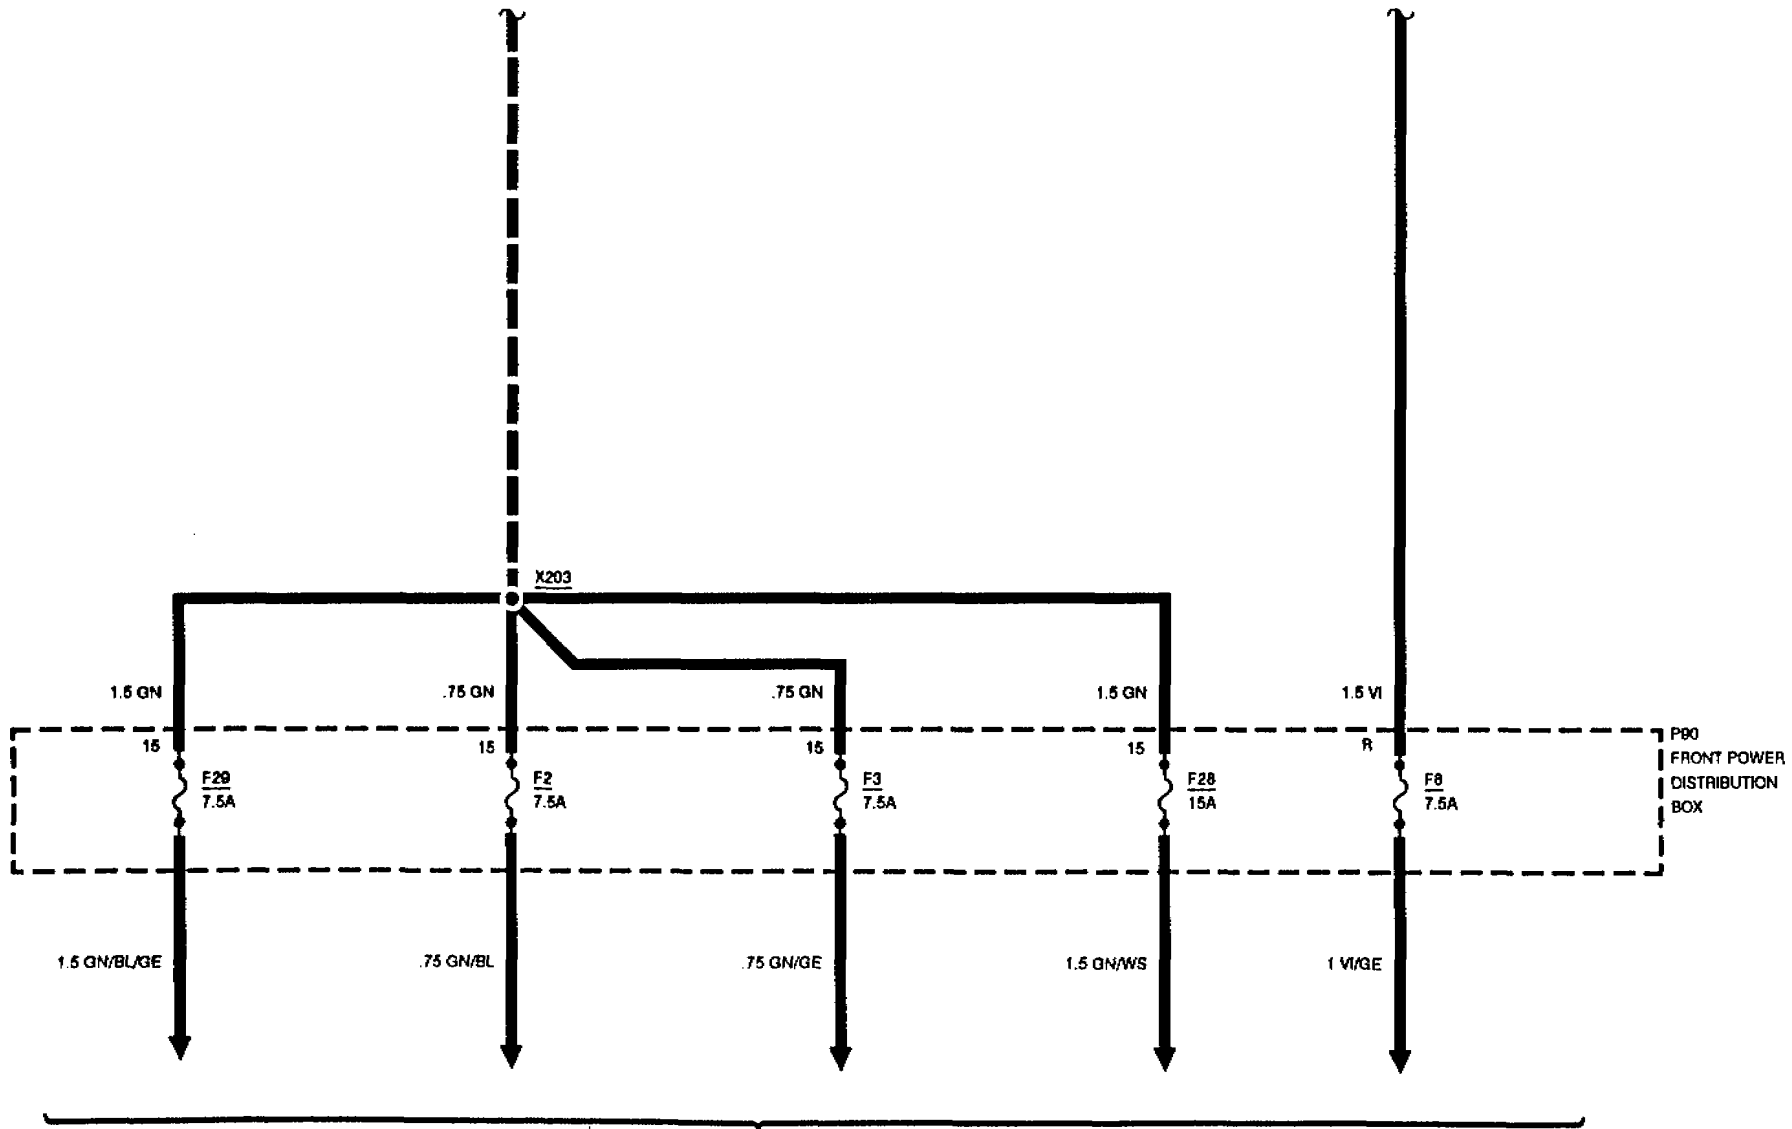 X203
1.5 GN
.75 GN
.75 GN
1.5 GN
1.5 VI
15
15
15
15
R
P90
FRONT POWER
DISTRIBUTION
BOX
F29
7.5A
F2
7.5A
F3
7.5A
F28
15A
F8
7.5A
1.5 GN/BL/GE
.75 GN/BL
.75 GN/GE
1.5 GN/WS
1 VI/GE